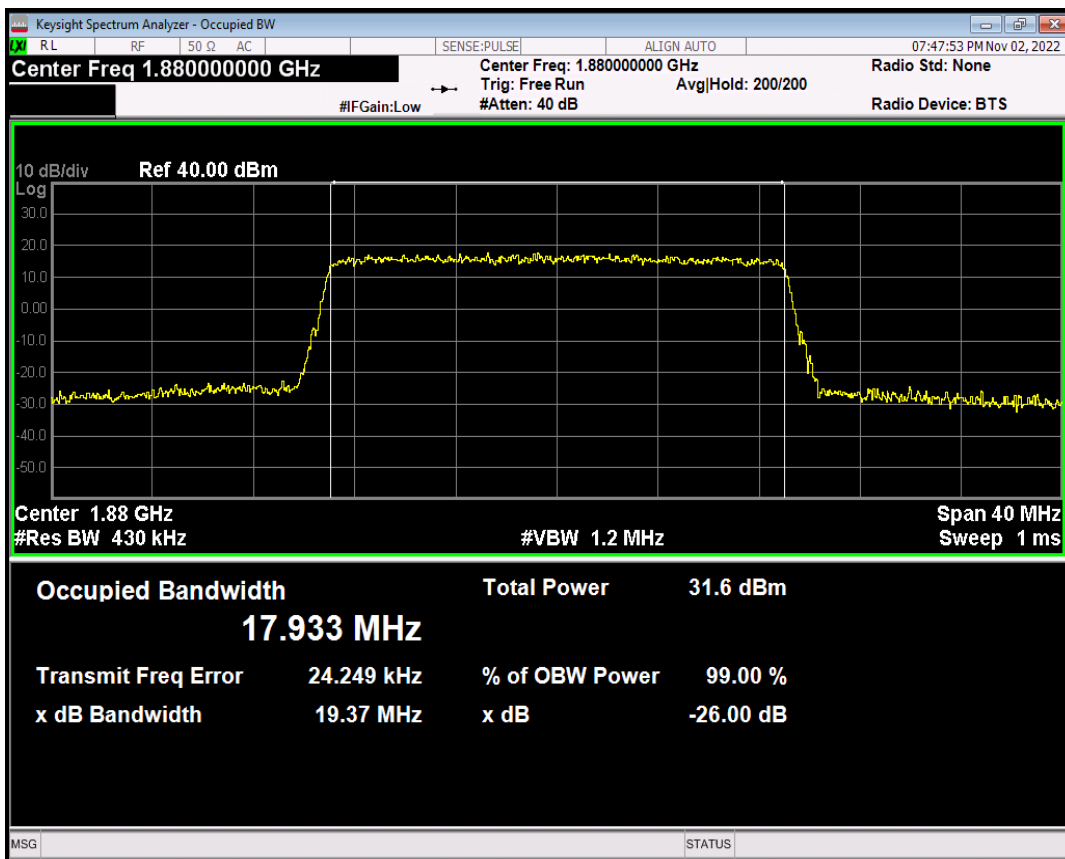 Keysight Spectrum Analyzer - Occupied BW
LXI RL RF 50 Ω AC SENSE:PULSE ALIGN AUTO 07:47:53 PM Nov 02, 2022
Center Freq 1.880000000 GHz Center Freq: 1.880000000 GHz Radio Std: None
Trig: Free Run Avg|Hold: 200/200
#IFGain:Low #Atten: 40 dB Radio Device: BTS
10 dB/div Ref 40.00 dBm
Log
30.0
20.0
10.0
0.00
-10.0
-20.0
-30.0
-40.0
-50.0
Center 1.88 GHz Span 40 MHz
#Res BW 430 kHz #VBW 1.2 MHz Sweep 1 ms
Occupied Bandwidth Total Power 31.6 dBm
17.933 MHz
Transmit Freq Error 24.249 kHz % of OBW Power 99.00 %
x dB Bandwidth 19.37 MHz x dB -26.00 dB
MSG STATUS